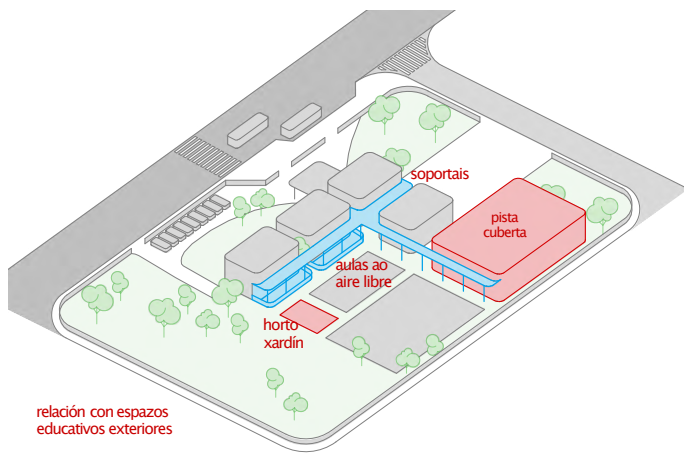 soportais
pista
cuberta
aulas ao
aire libre
horto
xardín
relación con espazos
educativos exteriores